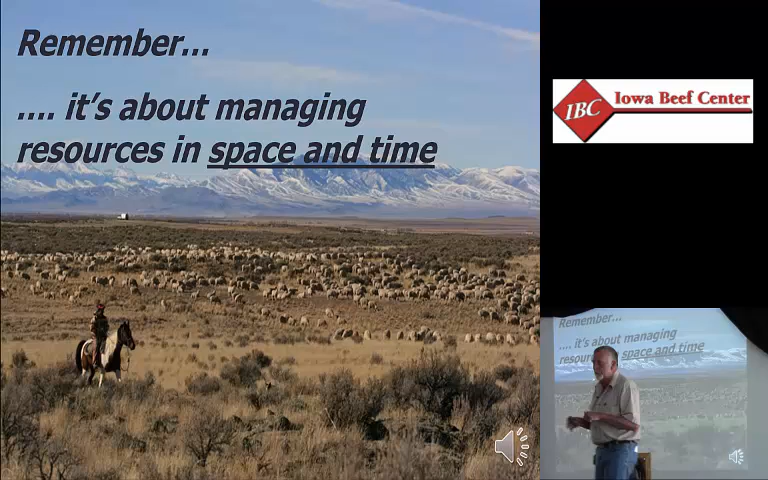 Remember...
.... it's about managing
resources in space and time
IBC Iowa Beef Center
Remember...
.... it's about managing
resources in space and time